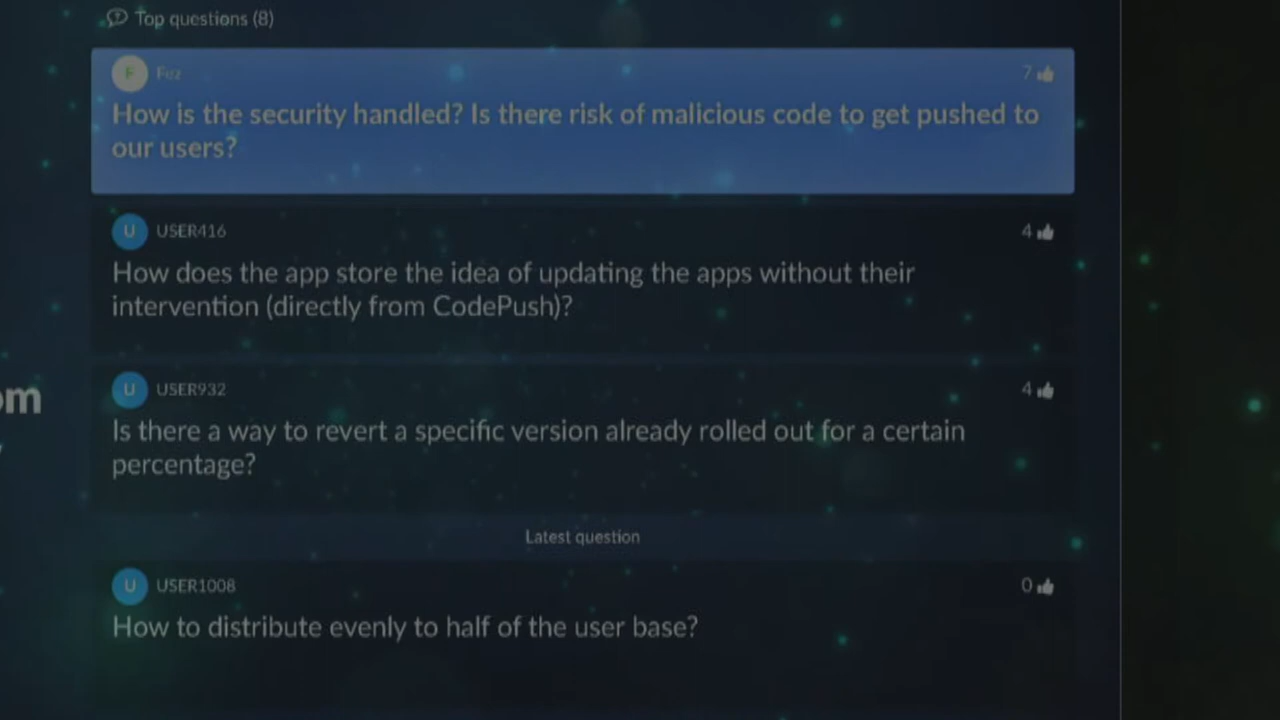 Top questions (8)
F Fez 7
How is the security handled? Is there risk of malicious code to get pushed to
our users?
U USER416 4
How does the app store the idea of updating the apps without their
intervention (directly from CodePush)?
om
U USER932 4
Is there a way to revert a specific version already rolled out for a certain
percentage?
Latest question
U USER1008 0
How to distribute evenly to half of the user base?